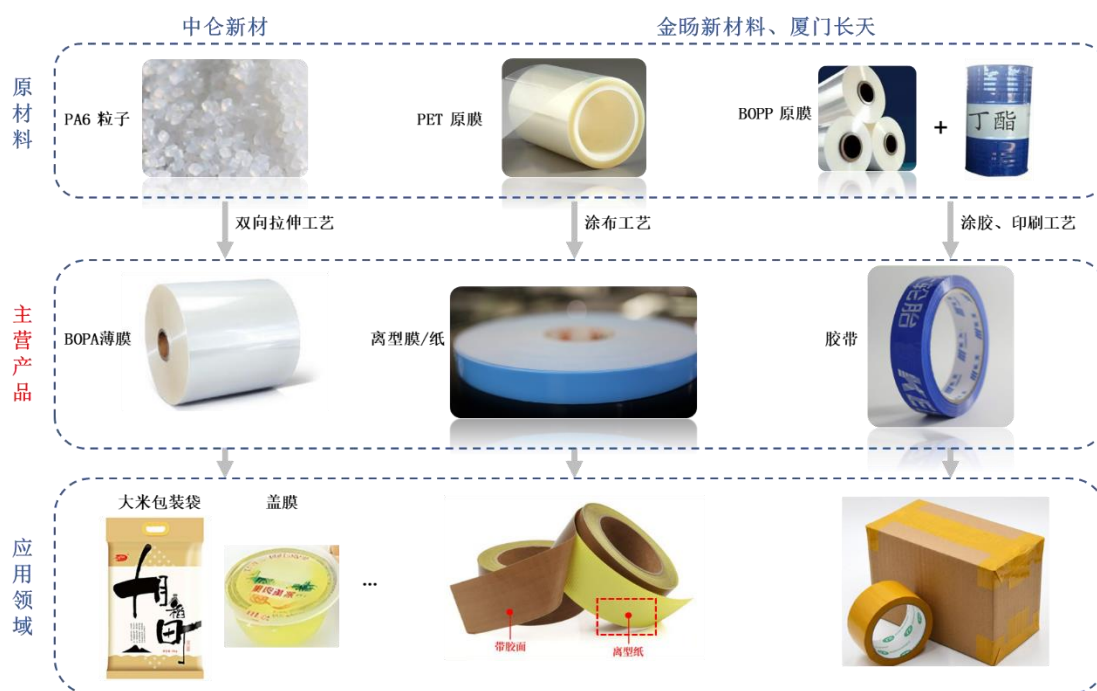 中仑新材
金旸新材料、厦门长天
原材料
PA6 粒子
PET 原膜
BOPP 原膜
+
丁酯
双向拉伸工艺
涂布工艺
涂胶、印刷工艺
主营产品
BOPA薄膜
离型膜/纸
胶带
应用领域
大米包装袋
盖膜
...
十月稻田
带胶面
离型纸